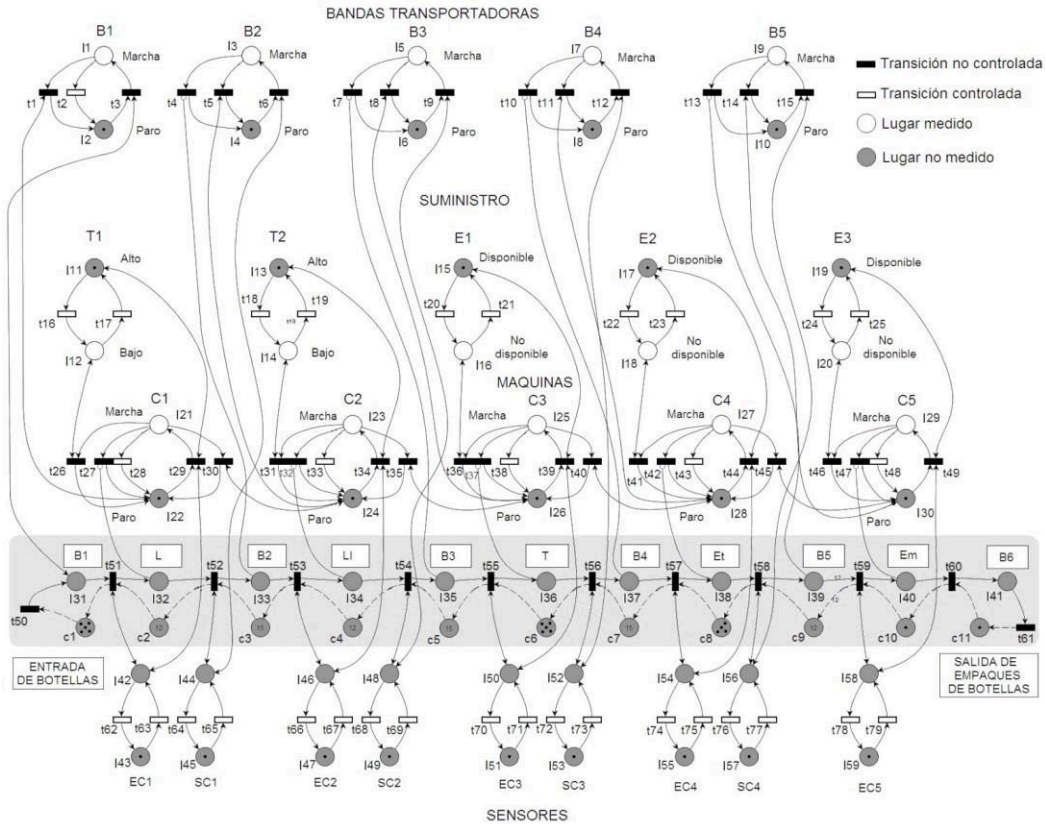 BANDAS TRANSPORTADORAS
B1 B2 B3 B4 B5
l1 Marcha l3 Marcha l5 Marcha l7 Marcha l9 Marcha
t1 t2 t3 t4 t5 t6 t7 t8 t9 t10 t11 t12 t13 t14 t15
l2 Paro l4 Paro l6 Paro l8 Paro l10 Paro
Transición no controlada
Transición controlada
Lugar medido
Lugar no medido
SUMINISTRO
T1 T2 E1 E2 E3
l11 Alto l13 Alto l15 Disponible l17 Disponible l19 Disponible
t16 t17 t18 t19 t20 t21 t22 t23 t24 t25
t19
l12 Bajo l14 Bajo l16 No disponible l18 No disponible l20 No disponible
MAQUINAS
C1 C2 C3 C4 C5
Marcha l21 Marcha l23 Marcha l25 Marcha l27 Marcha l29
t26 t27 t28 t29 t30 t31 t32 t33 t34 t35 t36 t37 t38 t39 t40 t41 t42 t43 t44 t45 t46 t47 t48 t49
Paro l22 Paro l24 Paro l26 Paro l28 Paro l30
B1 t51 L t52 B2 t53 Ll t54 B3 t55 T t56 B4 t57 Et t58 B5 t59 Em t60 B6
l31 l32 l33 l34 l35 l36 l37 l38 l39 l40 l41
12
12
t50 c1 c2 12 c3 15 c4 12 c5 15 c6 c7 15 c8 c9 12 c10 c11 t61
ENTRADA
DE BOTELLAS
SALIDA DE
EMPAQUES
DE BOTELLAS
l42 l44 l46 l48 l50 l52 l54 l56 l58
t62 t63 t64 t65 t66 t67 t68 t69 t70 t71 t72 t73 t74 t75 t76 t77 t78 t79
l43 l45 l47 l49 l51 l53 l55 l57 l59
EC1 SC1 EC2 SC2 EC3 SC3 EC4 SC4 EC5
SENSORES